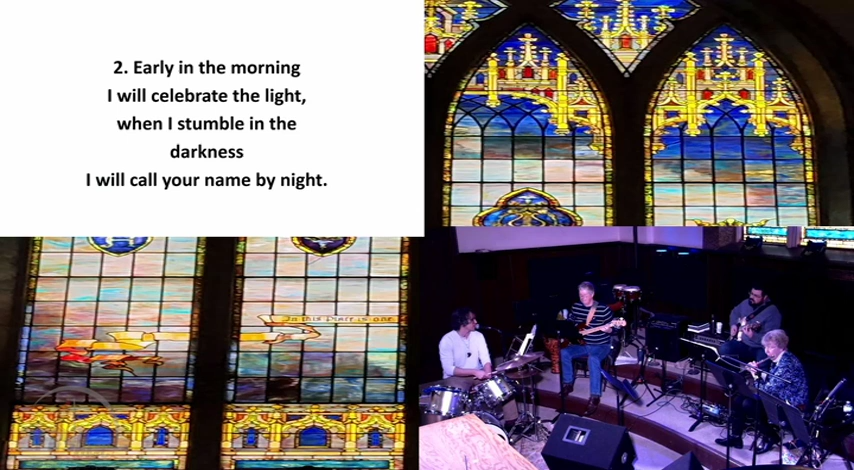 2. Early in the morning
I will celebrate the light,
when I stumble in the
darkness
I will call your name by night.
In this place is one